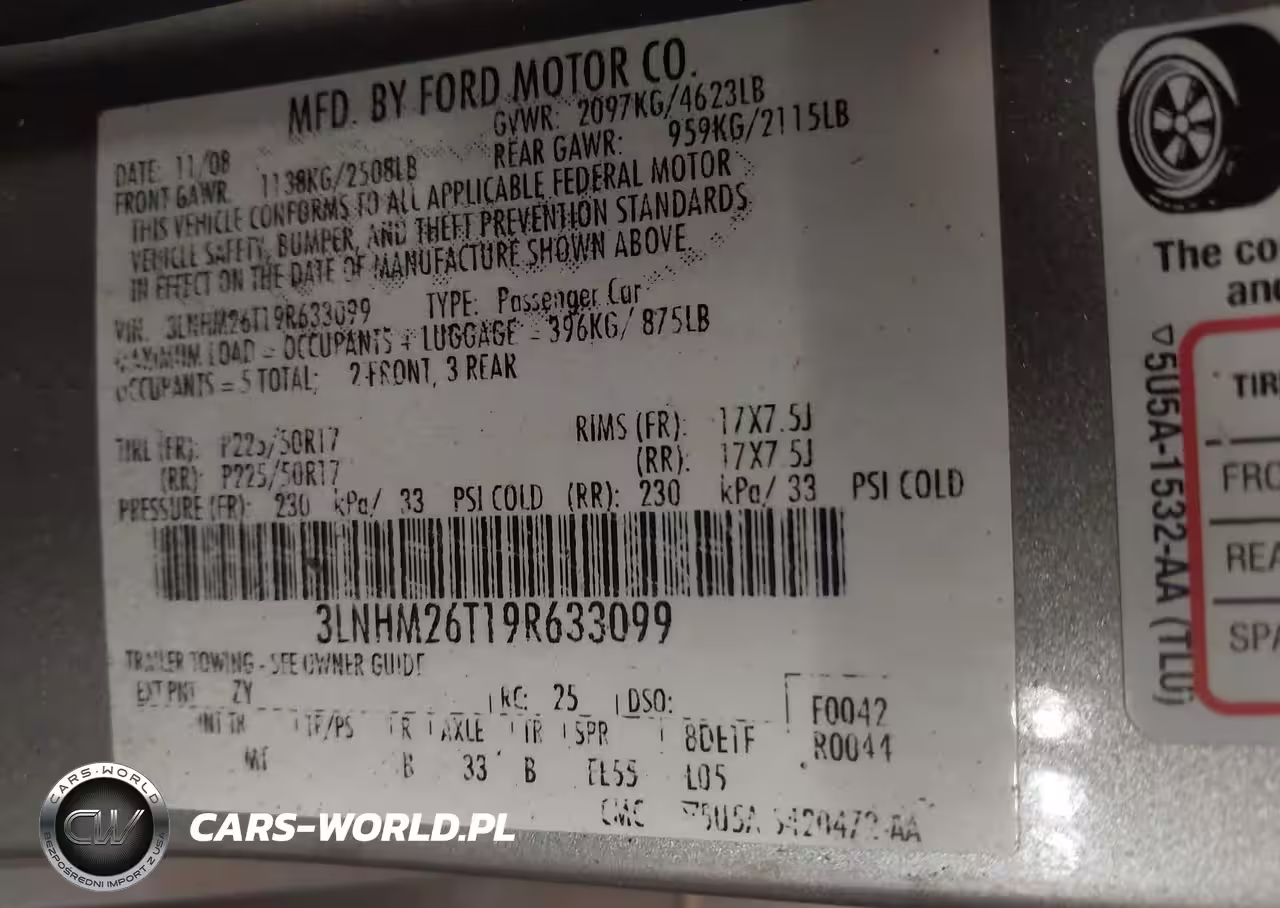 MFD. BY FORD MOTOR CO.
DATE: 11/08 GVWR: 2097KG/4623LB
FRONT GAWR: 1138KG/2508LB REAR GAWR: 959KG/2115LB
THIS VEHICLE CONFORMS TO ALL APPLICABLE FEDERAL MOTOR
VEHICLE SAFETY, BUMPER, AND THEFT PREVENTION STANDARDS
IN EFFECT ON THE DATE OF MANUFACTURE SHOWN ABOVE.
VIN: 3LNHM26T19R633099 TYPE: Passenger Car
MAXIMUM LOAD = OCCUPANTS + LUGGAGE = 396KG/ 875LB
OCCUPANTS = 5 TOTAL; 2 FRONT, 3 REAR
TIRE (FR): P225/50R17 RIMS (FR): 17X7.5J
(RR): P225/50R17 (RR): 17X7.5J
PRESSURE (FR): 230 kPa/ 33 PSI COLD (RR): 230 kPa/ 33 PSI COLD
3LNHM26T19R633099
TRAILER TOWING - SEE OWNER GUIDE
EXT PNT ZY RC: 25 DSO: F0042
INT TR TP/PS R AXLE TR SPR 8DETF R0044
B 33 B
CMC
The co
and
5U5A-1532-AA (TLU)
TIR
FRO
REA
SPA
CARS-WORLD
CW
BEZPOŚREDNI IMPORT Z USA
CARS-WORLD.PL